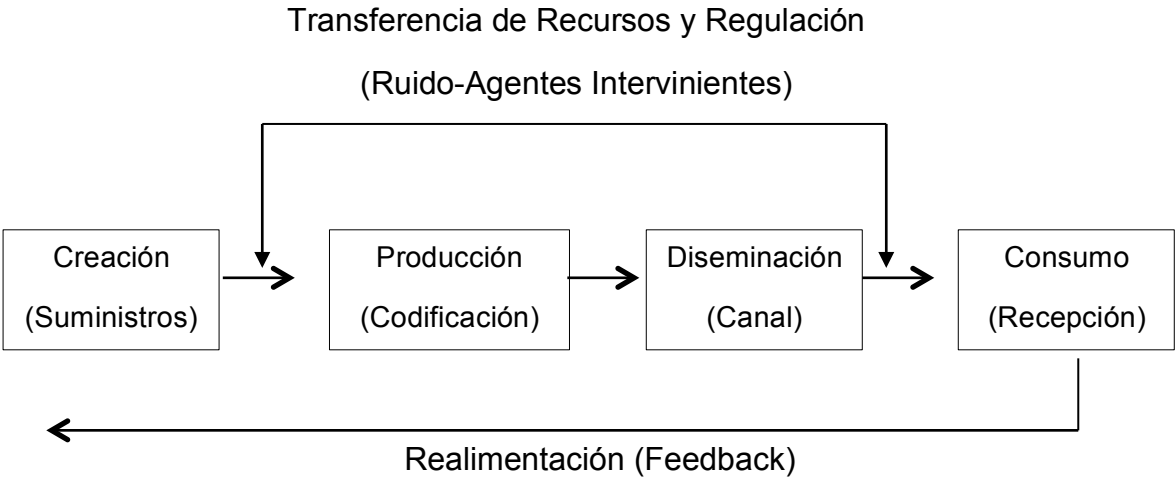 Transferencia de Recursos y Regulación
(Ruido-Agentes Intervinientes)
Creación
(Suministros)
Producción
(Codificación)
Diseminación
(Canal)
Consumo
(Recepción)
Realimentación (Feedback)